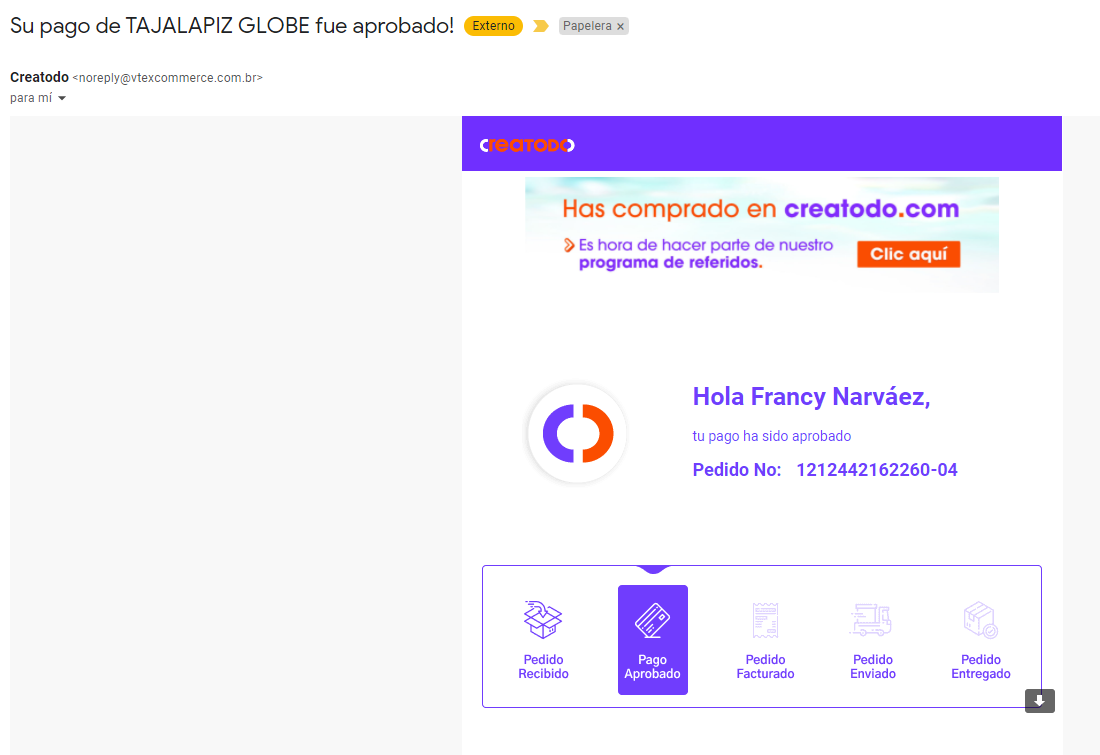 Su pago de TAJALAPIZ GLOBE fue aprobado! Externo Papelera ×
Creatodo <noreply@vtexcommerce.com.br>
para mí
CREATODO
Has comprado en creatodo.com
Es hora de hacer parte de nuestro
programa de referidos.
Clic aquí
Hola Francy Narváez,
tu pago ha sido aprobado
Pedido No: 1212442162260-04
Pedido
Recibido
Pago
Aprobado
Pedido
Facturado
Pedido
Enviado
Pedido
Entregado